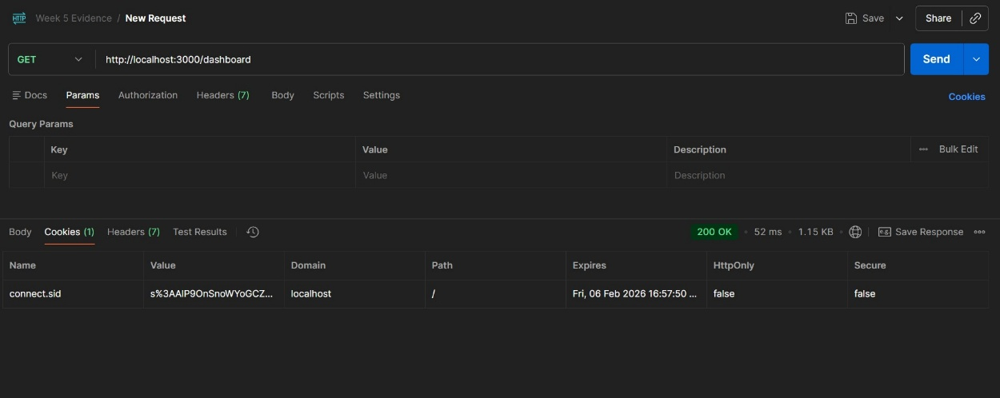 HTTP Week 5 Evidence / New Request Save Share
GET http://localhost:3000/dashboard Send
Docs Params Authorization Headers (7) Body Scripts Settings Cookies
Query Params
Key Value Description Bulk Edit
Key Value Description
Body Cookies (1) Headers (7) Test Results 200 OK • 52 ms • 1.15 KB • e.g. Save Response
Name Value Domain Path Expires HttpOnly Secure
connect.sid s%3AAlP9OnSnoWYoGCZ... localhost / Fri, 06 Feb 2026 16:57:50 ... false false